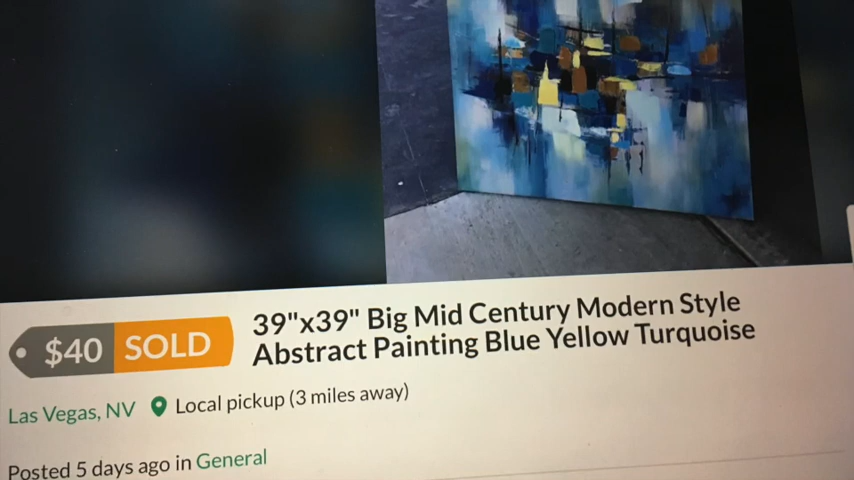 $40 SOLD
39"x39" Big Mid Century Modern Style
Abstract Painting Blue Yellow Turquoise
Las Vegas, NV Local pickup (3 miles away)
Posted 5 days ago in General